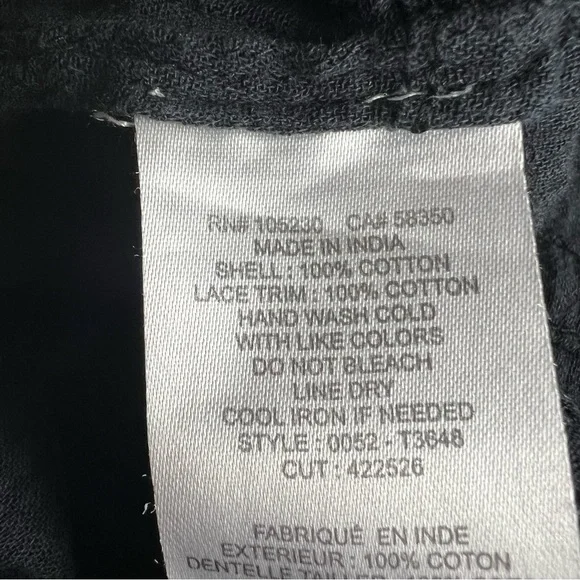 RN# 105230 CA# 58350
MADE IN INDIA
SHELL : 100% COTTON
LACE TRIM : 100% COTTON
HAND WASH COLD
WITH LIKE COLORS
DO NOT BLEACH
LINE DRY
COOL IRON IF NEEDED
STYLE : 0052 - T3648
CUT : 422526
FABRIQUÉ EN INDE
EXTERIEUR : 100% COTON
DENTELLE